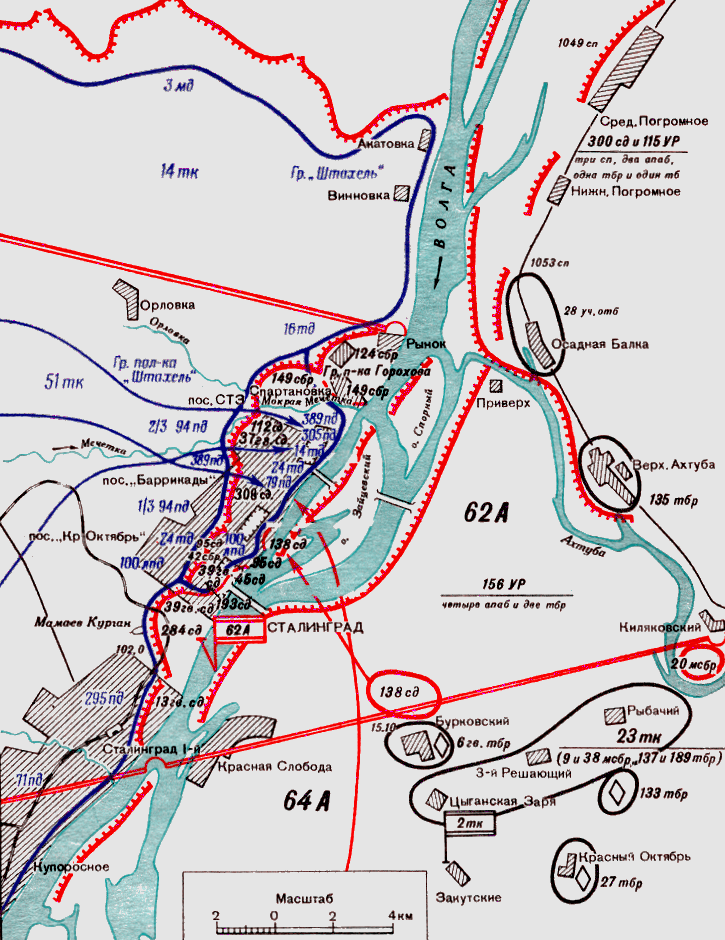 3 мд
1049 сп
Сред. Погромное
300 сд и 115 УР
три сп, два апаб,
одна тбр и один тб
Нижн. Погромное
Акатовка
14 тк
Гр. „Штахель“
Винновка
ВОЛГА
1053 сп
28 уч. отб
Орловка
Орловка
16 тд
Рынок
Осадная Балка
124 сбр
Гр. п-ка Горохова
Гр. пол-ка
„Штахель“
51 тк
149 сбр
149 сбр
пос. СТЗ
Спартановка
Мокрая Мечетка
Приверх
о. Спорный
2/3 94 пд
112 сд
37 гв. сд
389 пд
305 пд
14 тд
Мечетка
389 пд
24 тд
79 пд
Верх. Ахтуба
135 тбр
пос. „Баррикады“
308 сд
о. Зайцевский
1/3 94 пд
62 А
пос. „Кр. Октябрь“
24 тд
95 сд
100 лпд
138 сд
Ахтуба
42 сбр
100 лпд
39 гв. сд
95 сд
45 сд
156 УР
четыре апаб и две тбр
39 гв. сд
193 сд
Мамаев Курган
284 сд
62 А
СТАЛИНГРАД
Киляковский
102,0
20 мсбр
295 пд
13 гв. сд
138 сд
Рыбачий
15.10
Бурковский
6 гв. тбр
23 тк
(9 и 38 мсбр, 137 и 189 тбр)
Сталинград I-й
71 пд
Красная Слобода
3-й Решающий
64 А
Цыганская Заря
133 тбр
2 тк
Купоросное
Красный Октябрь
27 тбр
Закутские
Масштаб
2 0 2 4 км